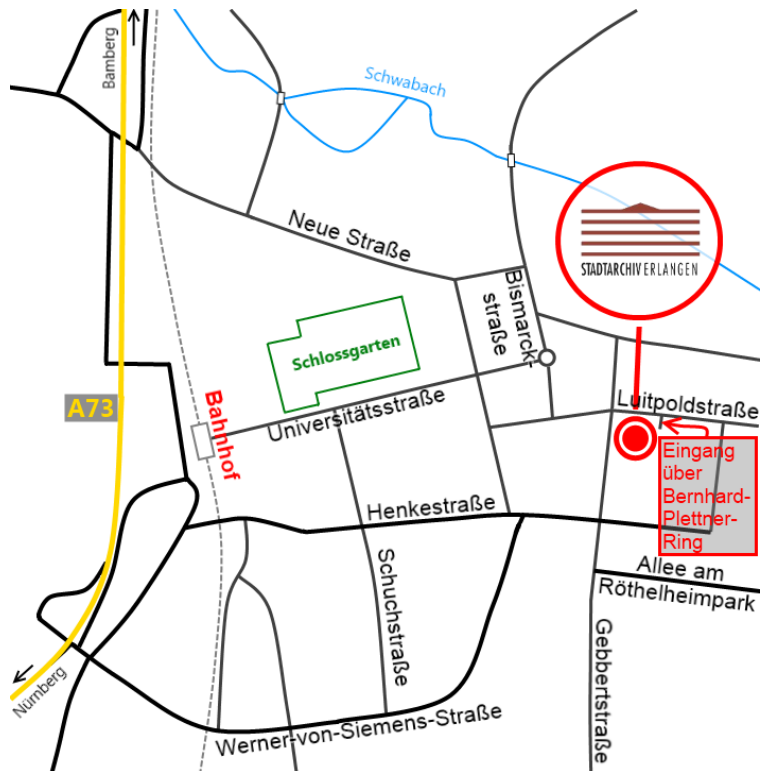 Bamberg
Schwabach
Neue Straße
STADTARCHIV ERLANGEN
Bismarck-
straße
Schlossgarten
A73
Bahnhof
Universitätsstraße
Luitpoldstraße
Eingang
über
Bernhard-
Plettner-
Ring
Henkestraße
Allee am
Röthelheimpark
Schuchstraße
Gebbertstraße
Nürnberg
Werner-von-Siemens-Straße